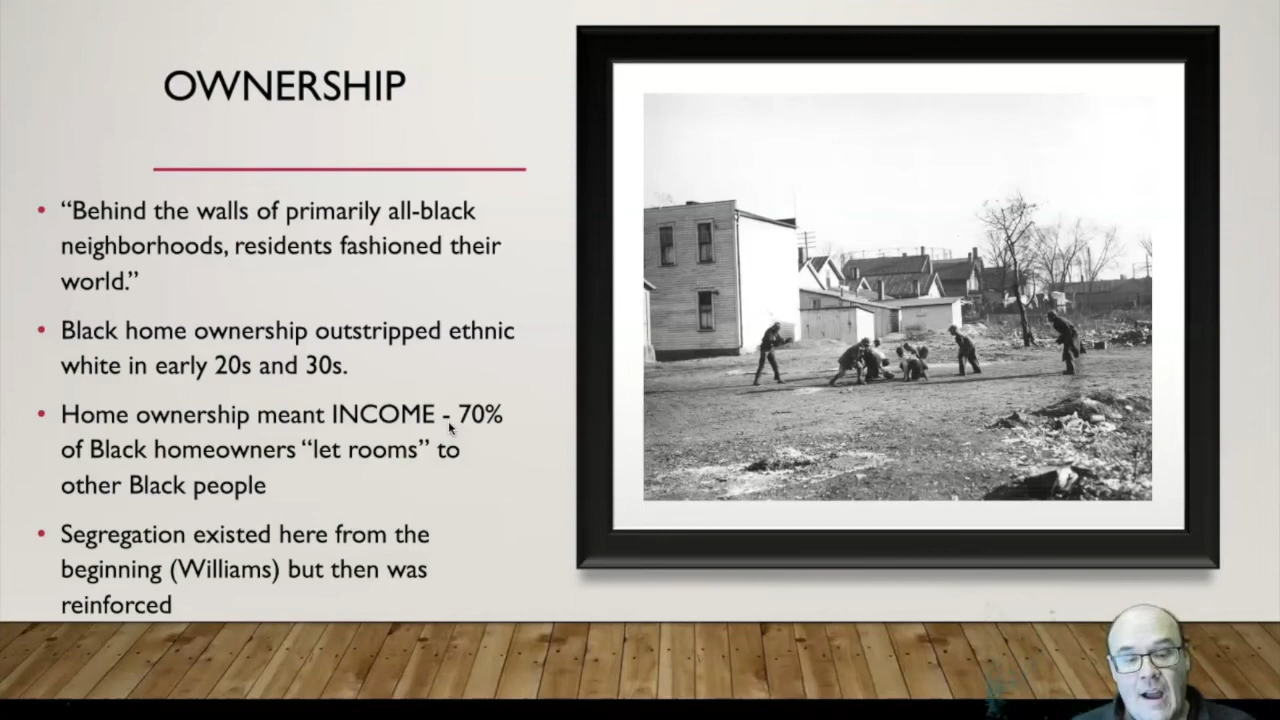 OWNERSHIP
“Behind the walls of primarily all-black
neighborhoods, residents fashioned their
world.”
Black home ownership outstripped ethnic
white in early 20s and 30s.
Home ownership meant INCOME - 70%
of Black homeowners “let rooms” to
other Black people
Segregation existed here from the
beginning (Williams) but then was
reinforced